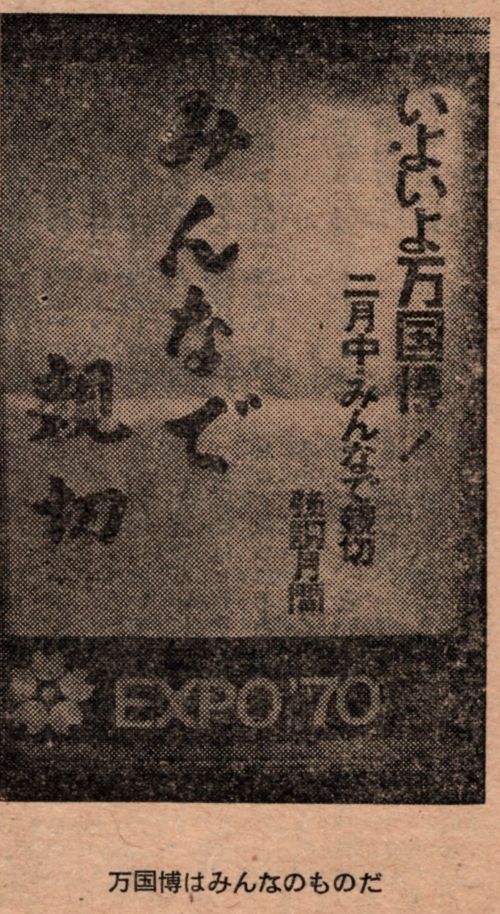 いよいよ万国博！
二月中・みんなで親切
強調月間
みんなで
親切
EXPO'70
万国博はみんなのものだ